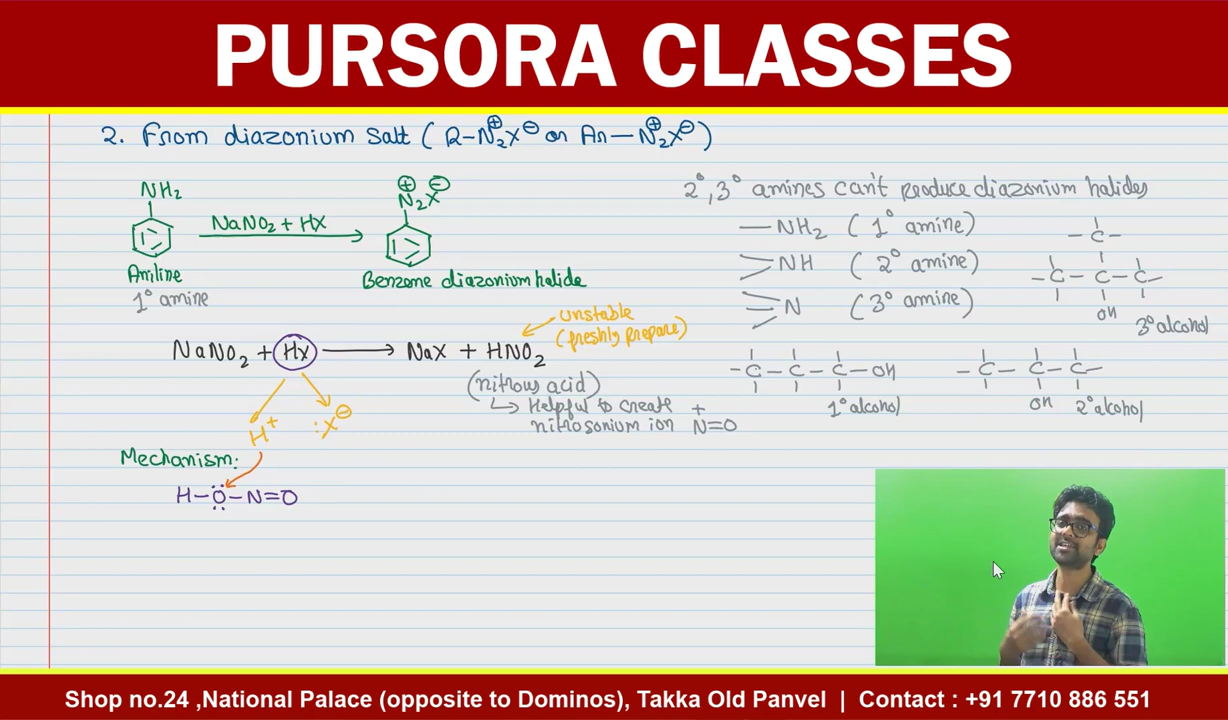 PURSORA CLASSES
2. From diazonium salt ( R-N₂⁺X⁻ or Ar-N₂⁺X⁻)
NH₂
NaNO₂ + HX
Aniline
1° amine
N₂⁺X⁻
Benzene diazonium halide
2°, 3° amines can't produce diazonium halides
-NH₂ ( 1° amine)
>NH ( 2° amine)
N (3° amine)
-C-
-C-C-C-
OH
3° alcohol
-C-C-C-OH
1° alcohol
-C-C-C-
OH 2° alcohol
NaNO₂ + HX → NaX + HNO₂
unstable
(freshly prepare)
(nitrous acid)
↳ Helpful to create
nitrosonium ion N⁺=O
H⁺ :X⁻
Mechanism:
H-O-N=O
Shop no.24 ,National Palace (opposite to Dominos), Takka Old Panvel | Contact : +91 7710 886 551